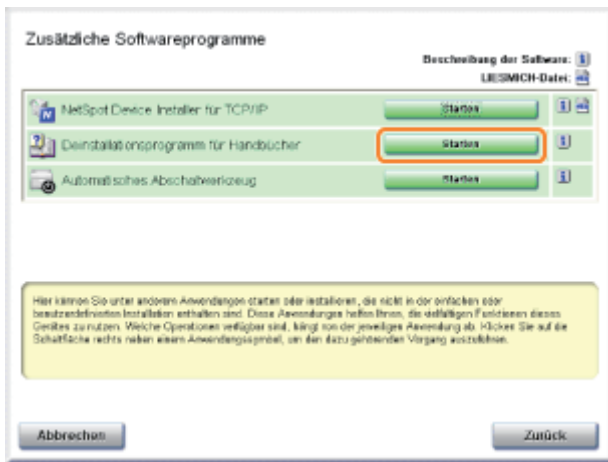 Zusätzliche Softwareprogramme
Beschreibung der Software:
LIESMICH-Datei:
NetSpot Device Installer für TCP/IP
Starten
Deinstallationsprogramm für Handbücher
Starten
Automatisches Abschaltwerkzeug
Starten
Hier können Sie unter anderem Anwendungen starten oder installieren, die nicht in der einfachen oder
benutzerdefinierten Installation enthalten sind. Diese Anwendungen helfen Ihnen, die vielfältigen Funktionen dieses
Gerätes zu nutzen. Welche Operationen verfügbar sind, hängt von der jeweiligen Anwendung ab. Klicken Sie auf die
Schaltfläche rechts neben einem Anwendungssymbol, um den dazu gehörenden Vorgang auszuführen.
Abbrechen
Zurück